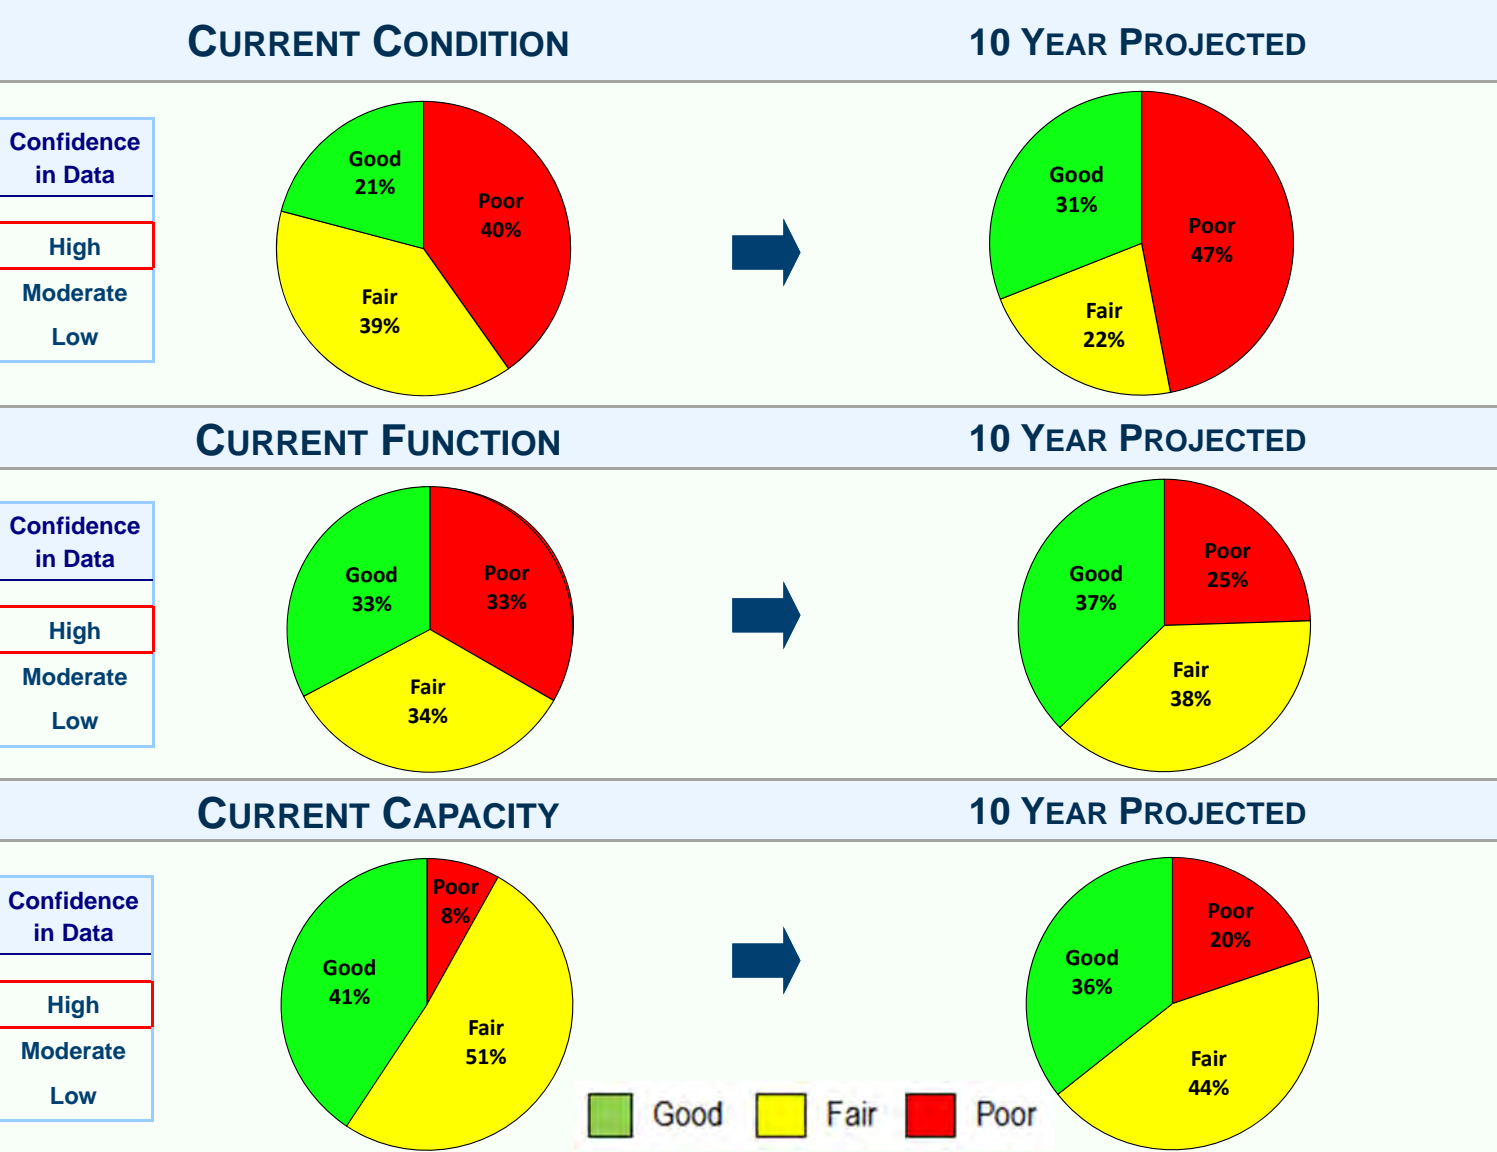 CURRENT CONDITION
10 YEAR PROJECTED
Confidence
in Data
High
Moderate
Low
Good
21%
Poor
40%
Fair
39%
Good
31%
Poor
47%
Fair
22%
CURRENT FUNCTION
10 YEAR PROJECTED
Confidence
in Data
High
Moderate
Low
Good
33%
Poor
33%
Fair
34%
Good
37%
Poor
25%
Fair
38%
CURRENT CAPACITY
10 YEAR PROJECTED
Confidence
in Data
High
Moderate
Low
Poor
8%
Good
41%
Fair
51%
Poor
20%
Good
36%
Fair
44%
Good Fair Poor